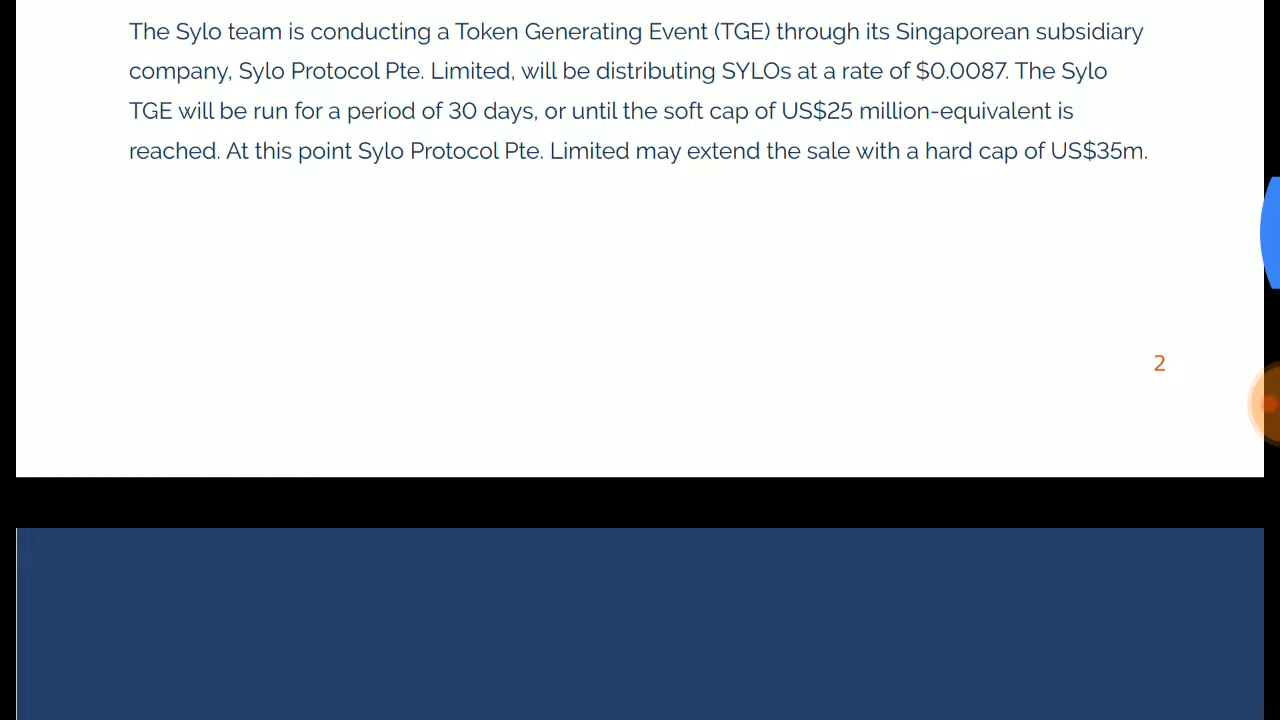 The Sylo team is conducting a Token Generating Event (TGE) through its Singaporean subsidiary
company, Sylo Protocol Pte. Limited, will be distributing SYLOs at a rate of $0.0087. The Sylo
TGE will be run for a period of 30 days, or until the soft cap of US$25 million-equivalent is
reached. At this point Sylo Protocol Pte. Limited may extend the sale with a hard cap of US$35m.
2